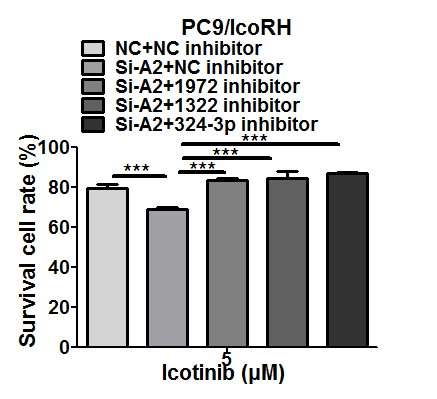 PC9/IcoRH
NC+NC inhibitor
Si-A2+NC inhibitor
Si-A2+1972 inhibitor
Si-A2+1322 inhibitor
Si-A2+324-3p inhibitor
Survival cell rate (%)
100
80
60
40
20
0
***
***
***
***
5
Icotinib (μM)